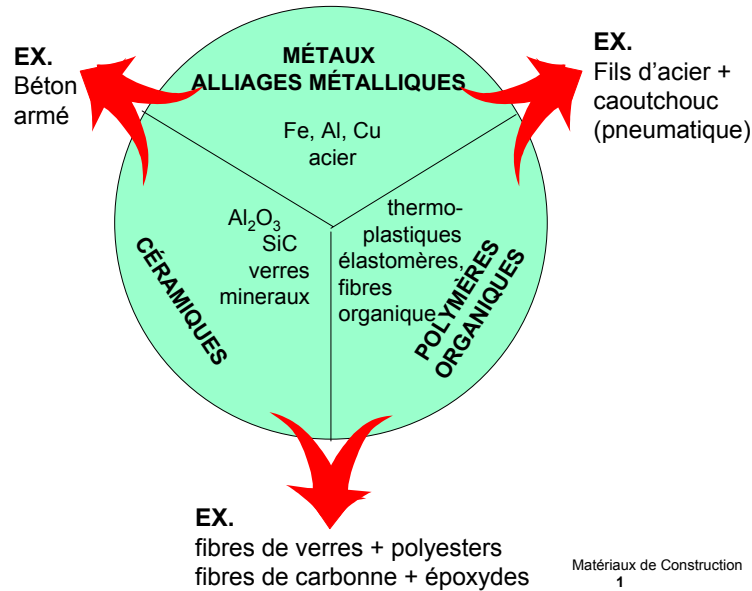 EX.
Béton
armé
MÉTAUX
ALLIAGES MÉTALLIQUES
Fe, Al, Cu
acier
EX.
Fils d'acier +
caoutchouc
(pneumatique)
Al₂O₃
SiC
verres
mineraux
CÉRAMIQUES
thermo-
plastiques
élastomères,
fibres
organique
POLYMÈRES
ORGANIQUES
EX.
fibres de verres + polyesters
fibres de carbonne + époxydes
Matériaux de Construction
1